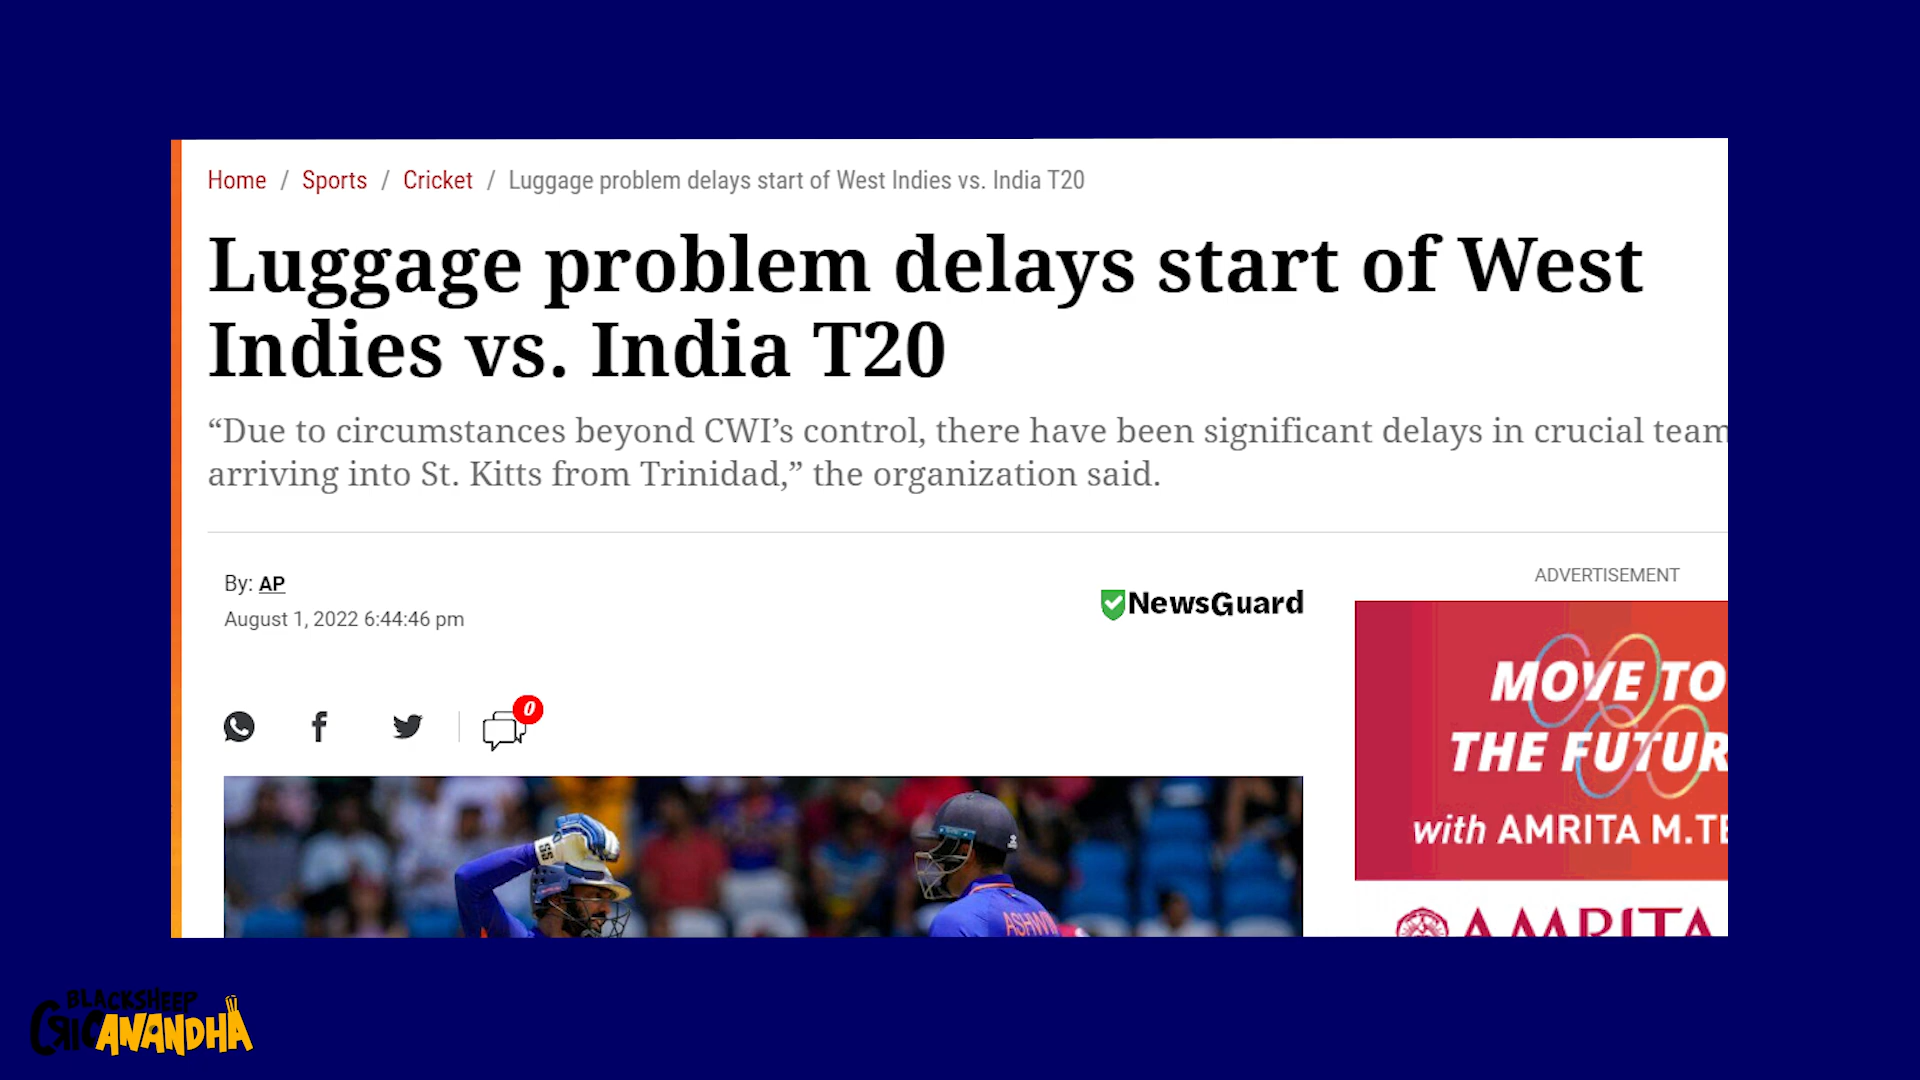 Home / Sports / Cricket / Luggage problem delays start of West Indies vs. India T20
Luggage problem delays start of West
Indies vs. India T20
“Due to circumstances beyond CWI’s control, there have been significant delays in crucial team
arriving into St. Kitts from Trinidad,” the organization said.
By: AP
August 1, 2022 6:44:46 pm
NewsGuard
ADVERTISEMENT
0
MOVE TO
THE FUTUR
with AMRITA M.TE
AMRITA
SS
ASHWIN
BLACKSHEEP
CRICANANDHA